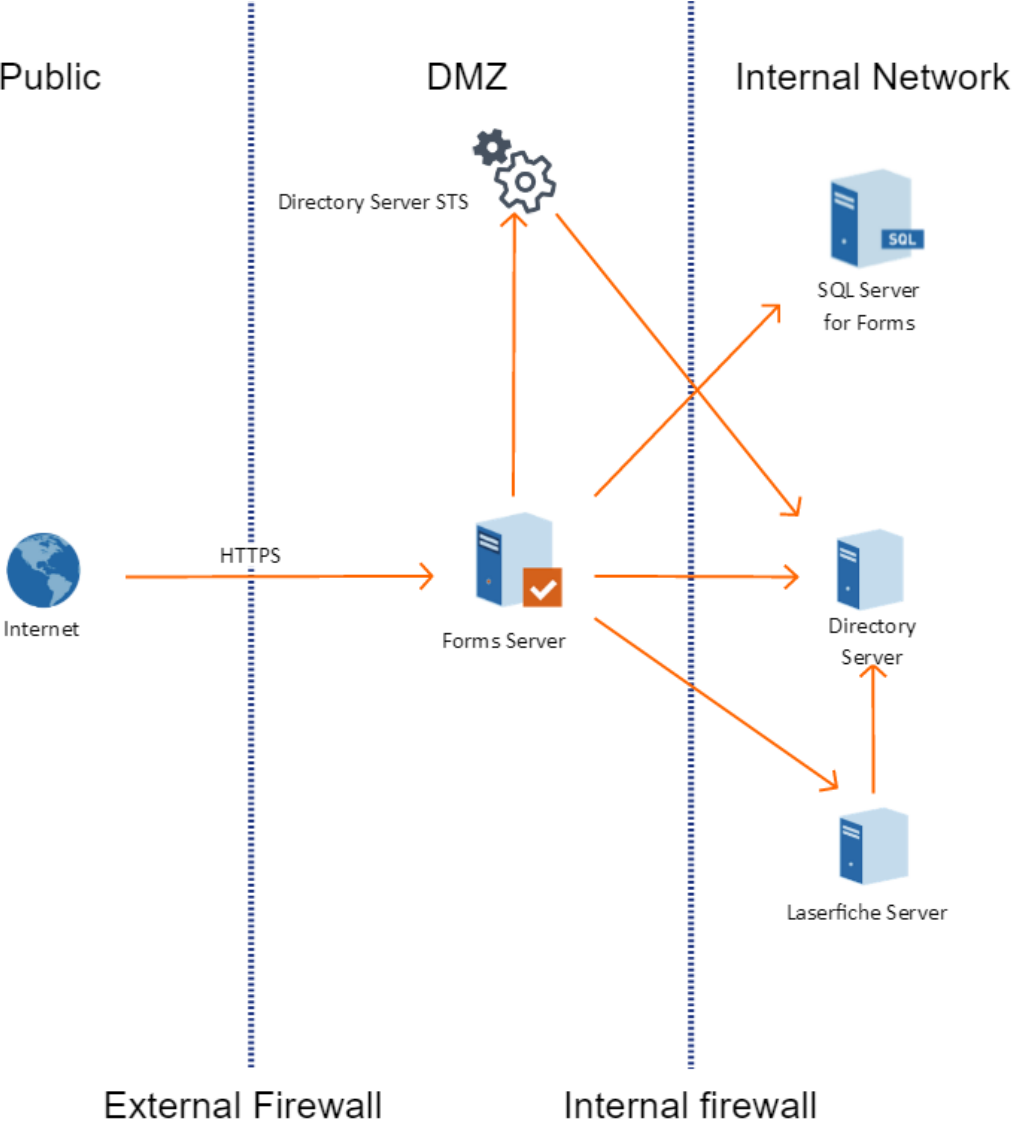 Public
DMZ
Internal Network
Directory Server STS
SQL
SQL Server
for Forms
HTTPS
Internet
Forms Server
Directory
Server
Laserfiche Server
External Firewall
Internal firewall